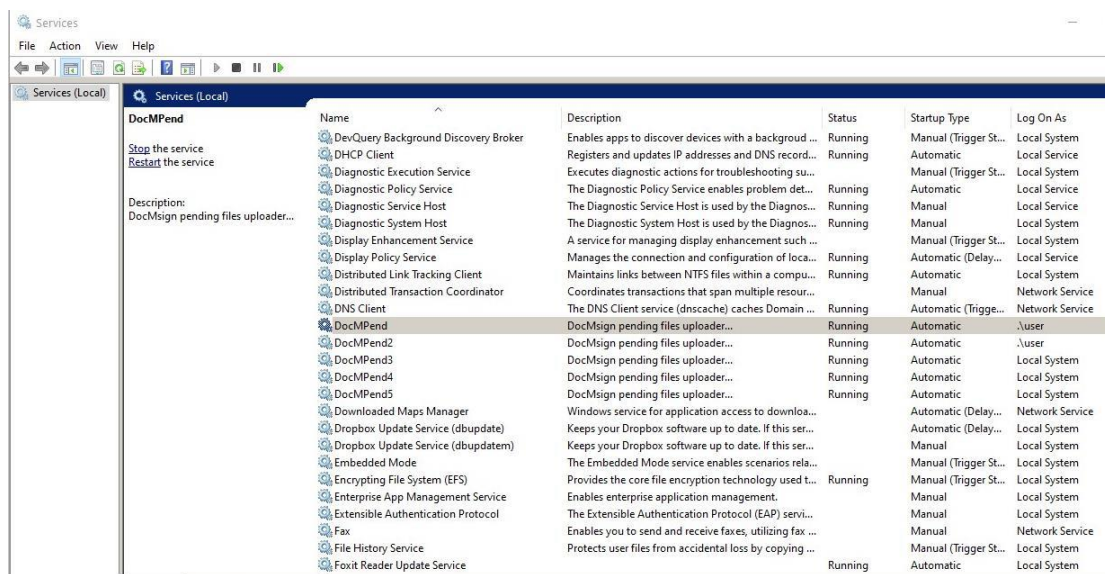 Services
File Action View Help
Services (Local)
Services (Local)
DocMPend
Stop the service
Restart the service
Description:
DocMsign pending files uploader...
Name Description Status Startup Type Log On As
DevQuery Background Discovery Broker Enables apps to discover devices with a backgroud ... Running Manual (Trigger St... Local System
DHCP Client Registers and updates IP addresses and DNS record... Running Automatic Local Service
Diagnostic Execution Service Executes diagnostic actions for troubleshooting su... Manual (Trigger St... Local System
Diagnostic Policy Service The Diagnostic Policy Service enables problem det... Running Automatic Local Service
Diagnostic Service Host The Diagnostic Service Host is used by the Diagnos... Running Manual Local Service
Diagnostic System Host The Diagnostic System Host is used by the Diagnos... Running Manual Local System
Display Enhancement Service A service for managing display enhancement such ... Manual (Trigger St... Local System
Display Policy Service Manages the connection and configuration of loca... Running Automatic (Delay... Local Service
Distributed Link Tracking Client Maintains links between NTFS files within a compu... Running Automatic Local System
Distributed Transaction Coordinator Coordinates transactions that span multiple resour... Manual Network Service
DNS Client The DNS Client service (dnscache) caches Domain ... Running Automatic (Trigge... Network Service
DocMPend DocMsign pending files uploader... Running Automatic .\user
DocMPend2 DocMsign pending files uploader... Running Automatic .\user
DocMPend3 DocMsign pending files uploader... Running Automatic Local System
DocMPend4 DocMsign pending files uploader... Running Automatic Local System
DocMPend5 DocMsign pending files uploader... Running Automatic Local System
Downloaded Maps Manager Windows service for application access to downloa... Automatic (Delay... Network Service
Dropbox Update Service (dbupdate) Keeps your Dropbox software up to date. If this ser... Automatic (Delay... Local System
Dropbox Update Service (dbupdatem) Keeps your Dropbox software up to date. If this ser... Manual Local System
Embedded Mode The Embedded Mode service enables scenarios rela... Manual (Trigger St... Local System
Encrypting File System (EFS) Provides the core file encryption technology used t... Running Manual (Trigger St... Local System
Enterprise App Management Service Enables enterprise application management. Manual Local System
Extensible Authentication Protocol The Extensible Authentication Protocol (EAP) servi... Manual Local System
Fax Enables you to send and receive faxes, utilizing fax ... Manual Network Service
File History Service Protects user files from accidental loss by copying ... Manual (Trigger St... Local System
Foxit Reader Update Service Running Automatic Local System